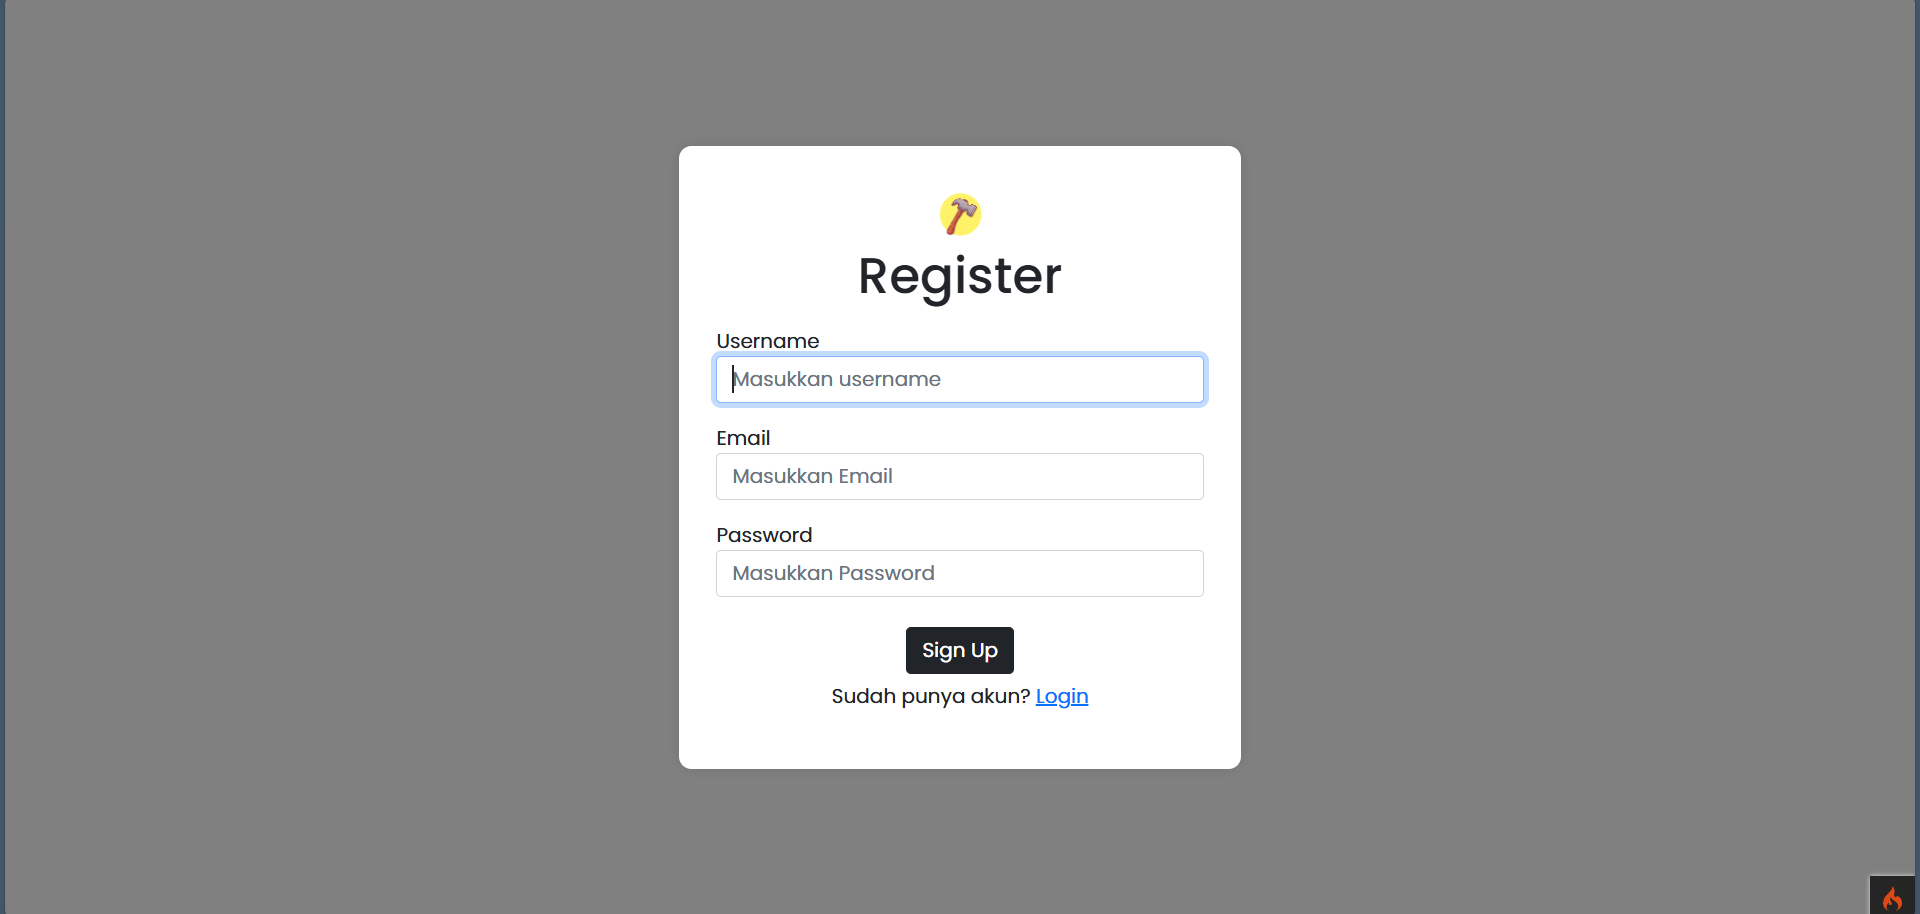 Register
Username
Masukkan username
Email
Masukkan Email
Password
Masukkan Password
Sign Up
Sudah punya akun? Login